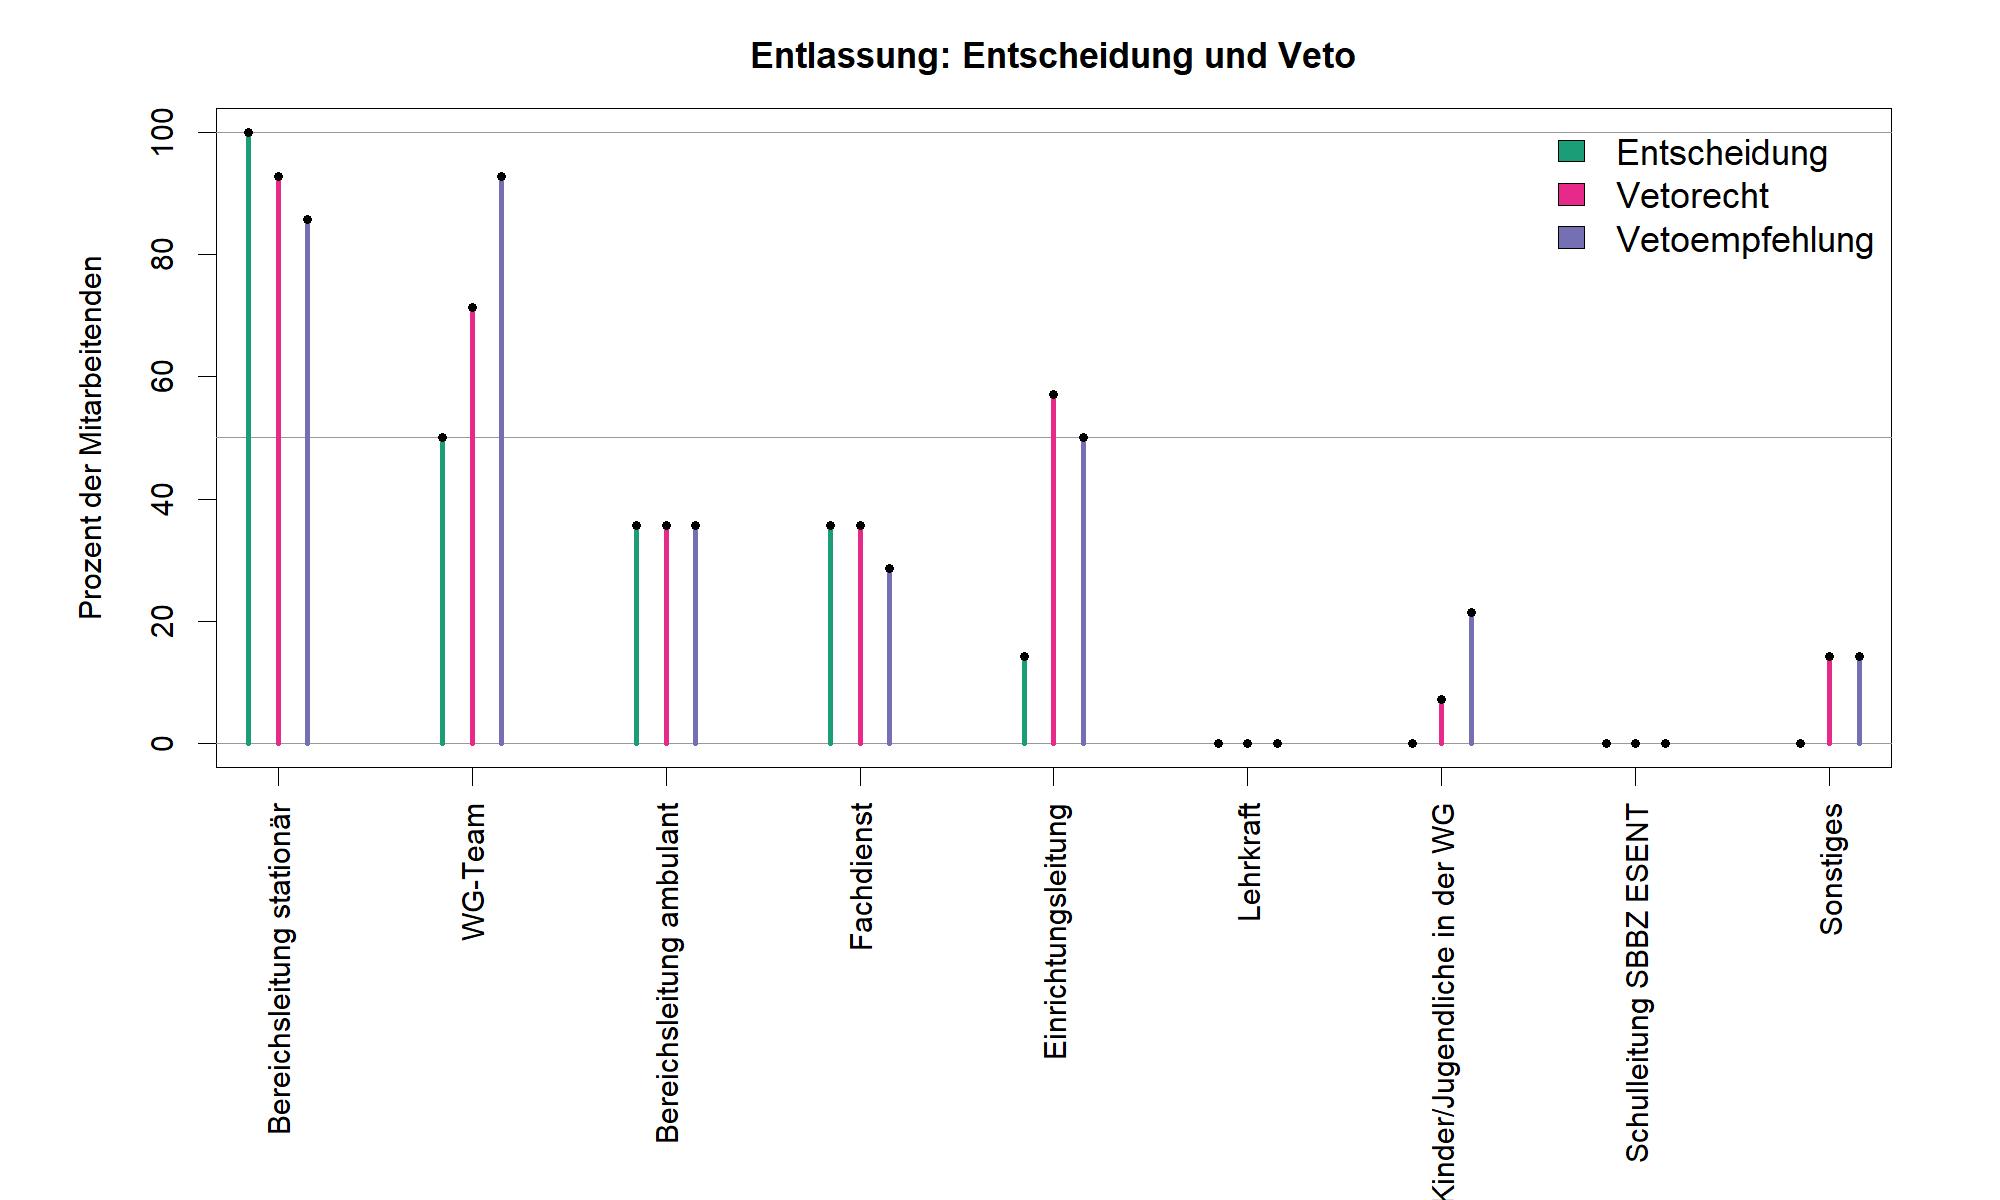 Entlassung: Entscheidung und Veto
Prozent der Mitarbeitenden
100
80
60
40
20
0
Entscheidung
Vetorecht
Vetoempfehlung
Bereichsleitung stationär
WG-Team
Bereichsleitung ambulant
Fachdienst
Einrichtungsleitung
Lehrkraft
Kinder/Jugendliche in der WG
Schulleitung SBBZ ESENT
Sonstiges